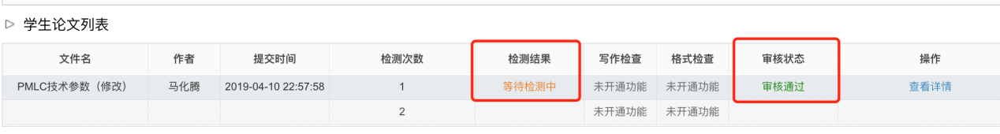 学生论文列表
文件名 作者 提交时间 检测次数 检测结果 写作检查 格式检查 审核状态 操作
PMLC技术参数（修改） 马化腾 2019-04-10 22:57:58 1 等待检测中 未开通功能 未开通功能 审核通过 查看详情
2 未开通功能 未开通功能